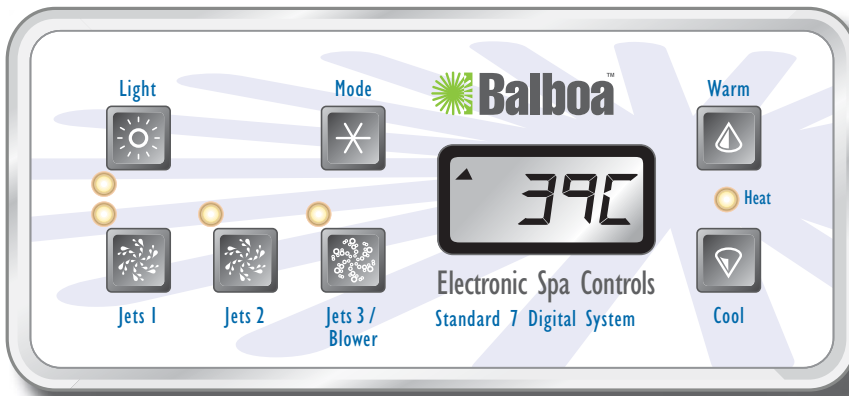 Light
Mode
Balboa™
Warm
39C
Heat
Jets 1
Jets 2
Jets 3 /
Blower
Electronic Spa Controls
Standard 7 Digital System
Cool